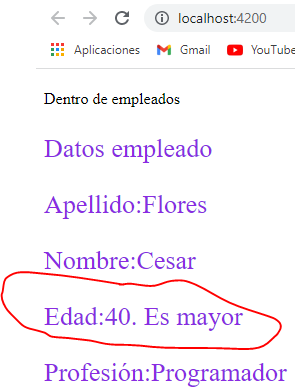 localhost:4200
Aplicaciones
Gmail
YouTube
Dentro de empleados
Datos empleado
Apellido:Flores
Nombre:Cesar
Edad:40. Es mayor
Profesión:Programador